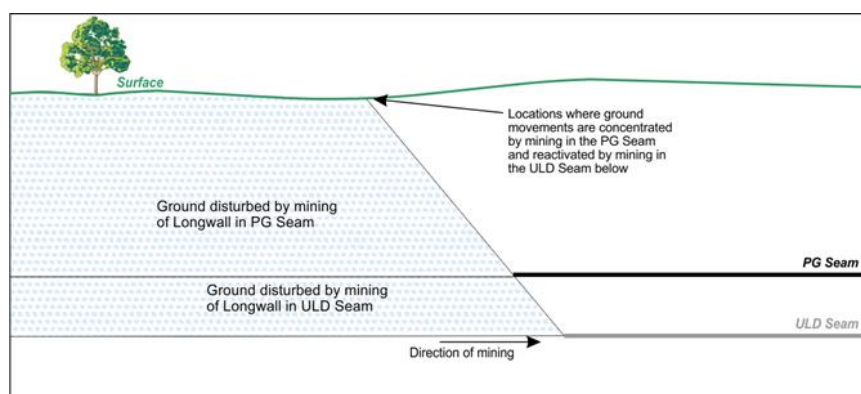 Surface
Locations where ground
movements are concentrated
by mining in the PG Seam
and reactivated by mining in
the ULD Seam below
Ground disturbed by mining
of Longwall in PG Seam
PG Seam
Ground disturbed by mining
of Longwall in ULD Seam
ULD Seam
Direction of mining